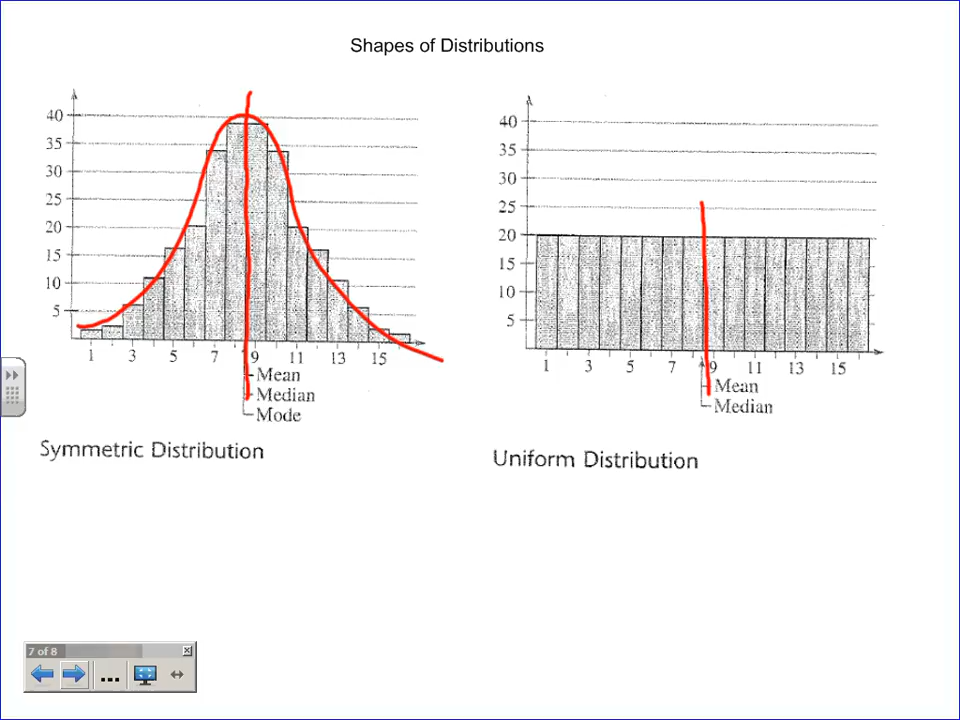 Shapes of Distributions
40
35
30
25
20
15
10
5
1 3 5 7 9 11 13 15
Mean
Median
Mode
Symmetric Distribution
40
35
30
25
20
15
10
5
1 3 5 7 9 11 13 15
Mean
Median
Uniform Distribution
7 of 8
...